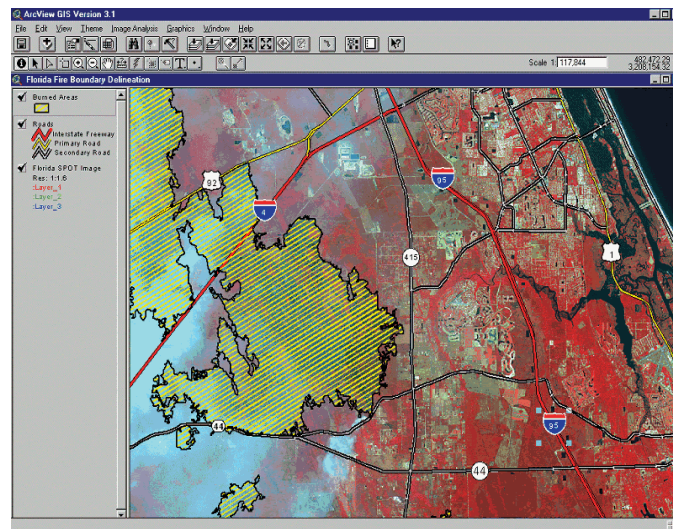 ArcView GIS Version 3.1
File Edit View Theme Image Analysis Graphics Window Help
Scale 1: 117,844
482,472.29
3,208,154.32
Florida Fire Boundary Delineation
Burned Areas
Roads
Interstate Freeway
Primary Road
Secondary Road
Florida SPOT Image
Res: 1:1.6
:Layer_1
:Layer_2
:Layer_3
92
4
95
415
1
44
95
44